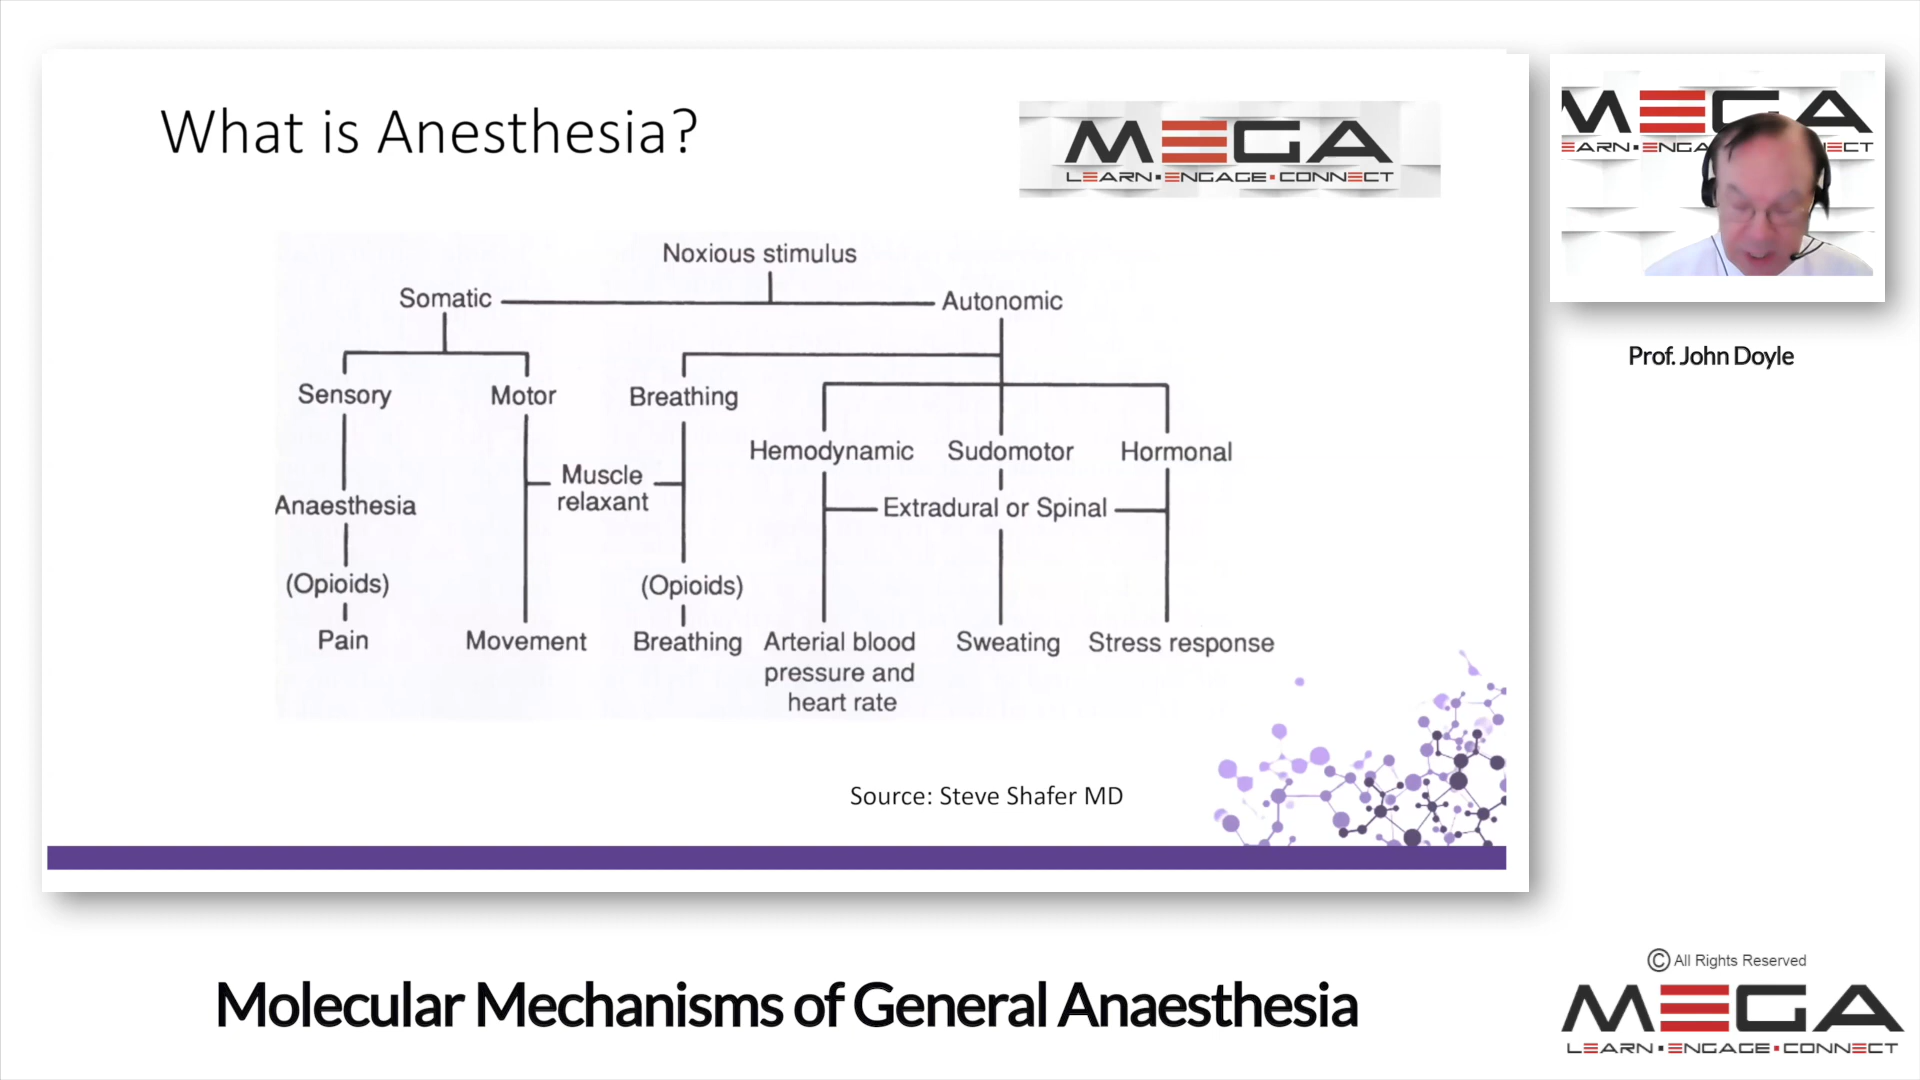 What is Anesthesia?
MEGA
LEARN▪ENGAGE▪CONNECT
Noxious stimulus
Somatic
Autonomic
Sensory
Motor
Breathing
Hemodynamic
Sudomotor
Hormonal
Muscle
relaxant
Anaesthesia
Extradural or Spinal
(Opioids)
(Opioids)
Pain
Movement
Breathing
Arterial blood
pressure and
heart rate
Sweating
Stress response
Source: Steve Shafer MD
Prof. John Doyle
Molecular Mechanisms of General Anaesthesia
© All Rights Reserved
MEGA
LEARN▪ENGAGE▪CONNECT